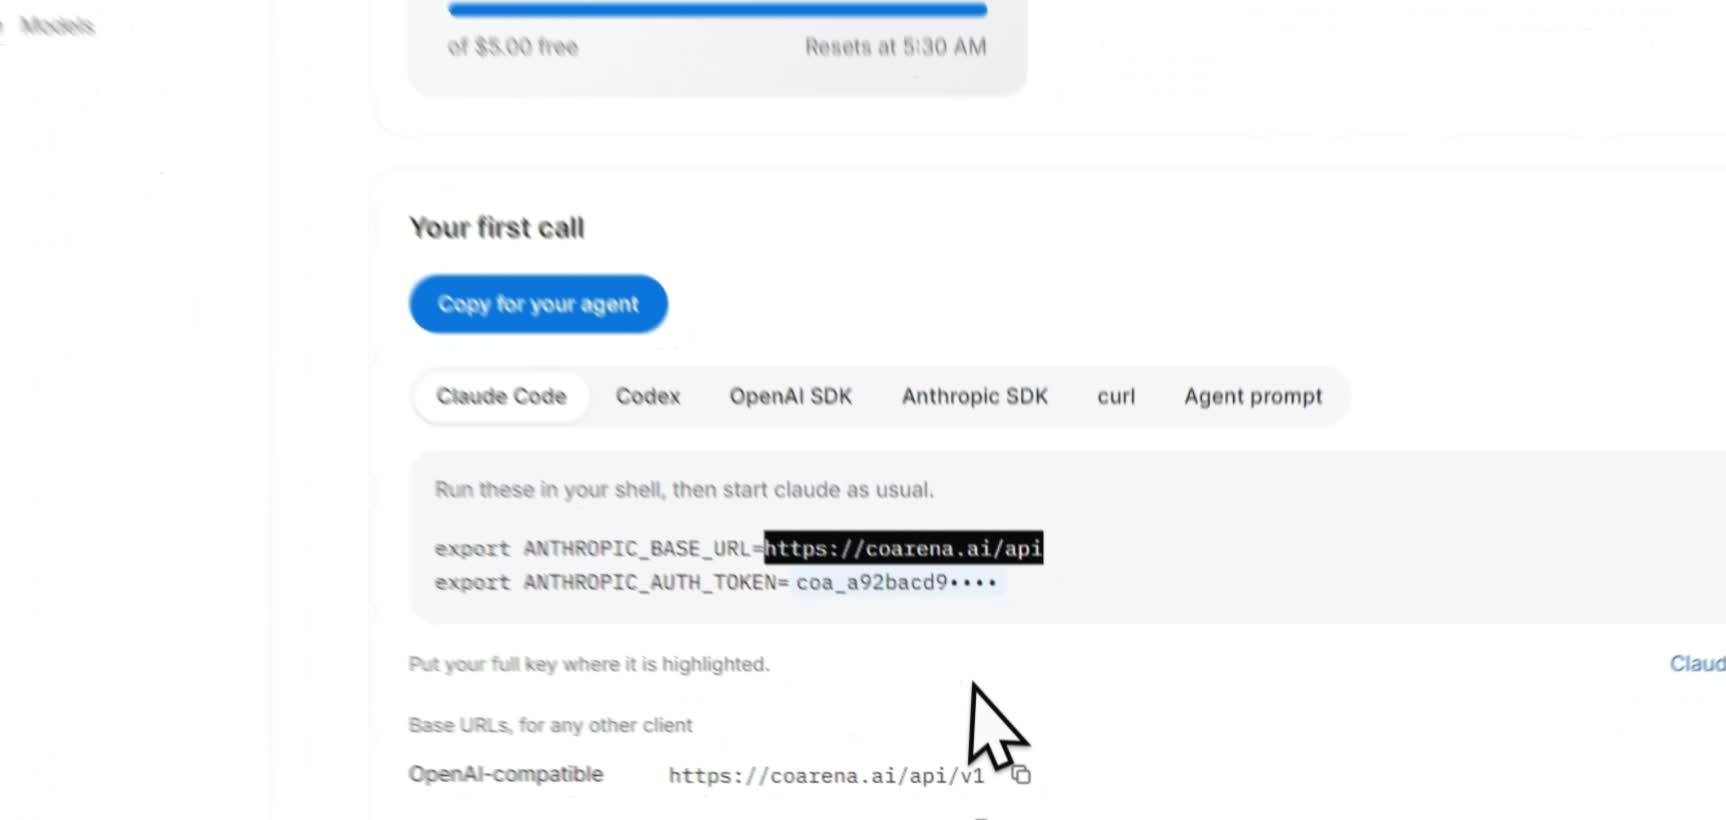 Models
of $5.00 free
Resets at 5:30 AM
Your first call
Copy for your agent
Claude Code
Codex
OpenAI SDK
Anthropic SDK
curl
Agent prompt
Run these in your shell, then start claude as usual.
export ANTHROPIC_BASE_URL=https://coarena.ai/api
export ANTHROPIC_AUTH_TOKEN= coa_a92bacd9••••
Put your full key where it is highlighted.
Claud
Base URLs, for any other client
OpenAI-compatible
https://coarena.ai/api/v1